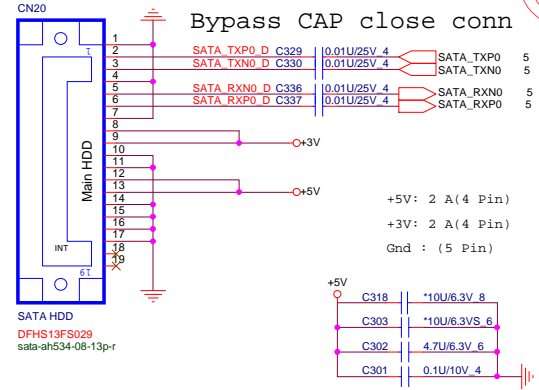 CN20
Bypass CAP close conn
1
1
2
3
4
5
6
7
8
9
10
11
12
13
14
15
16
17
18
19
19
Main HDD
INT
SATA_TXP0_D C329 0.01U/25V_4 SATA_TXP0 5
SATA_TXN0_D C330 0.01U/25V_4 SATA_TXN0 5
SATA_RXN0_D C336 0.01U/25V_4 SATA_RXN0 5
SATA_RXP0_D C337 0.01U/25V_4 SATA_RXP0 5
+3V
+5V
+5V: 2 A(4 Pin)
+3V: 2 A(4 Pin)
Gnd : (5 Pin)
SATA HDD
DFHS13FS029
sata-ah534-08-13p-r
+5V
C318 *10U/6.3V_8
C303 *10U/6.3VS_6
C302 4.7U/6.3V_6
C301 0.1U/10V_4